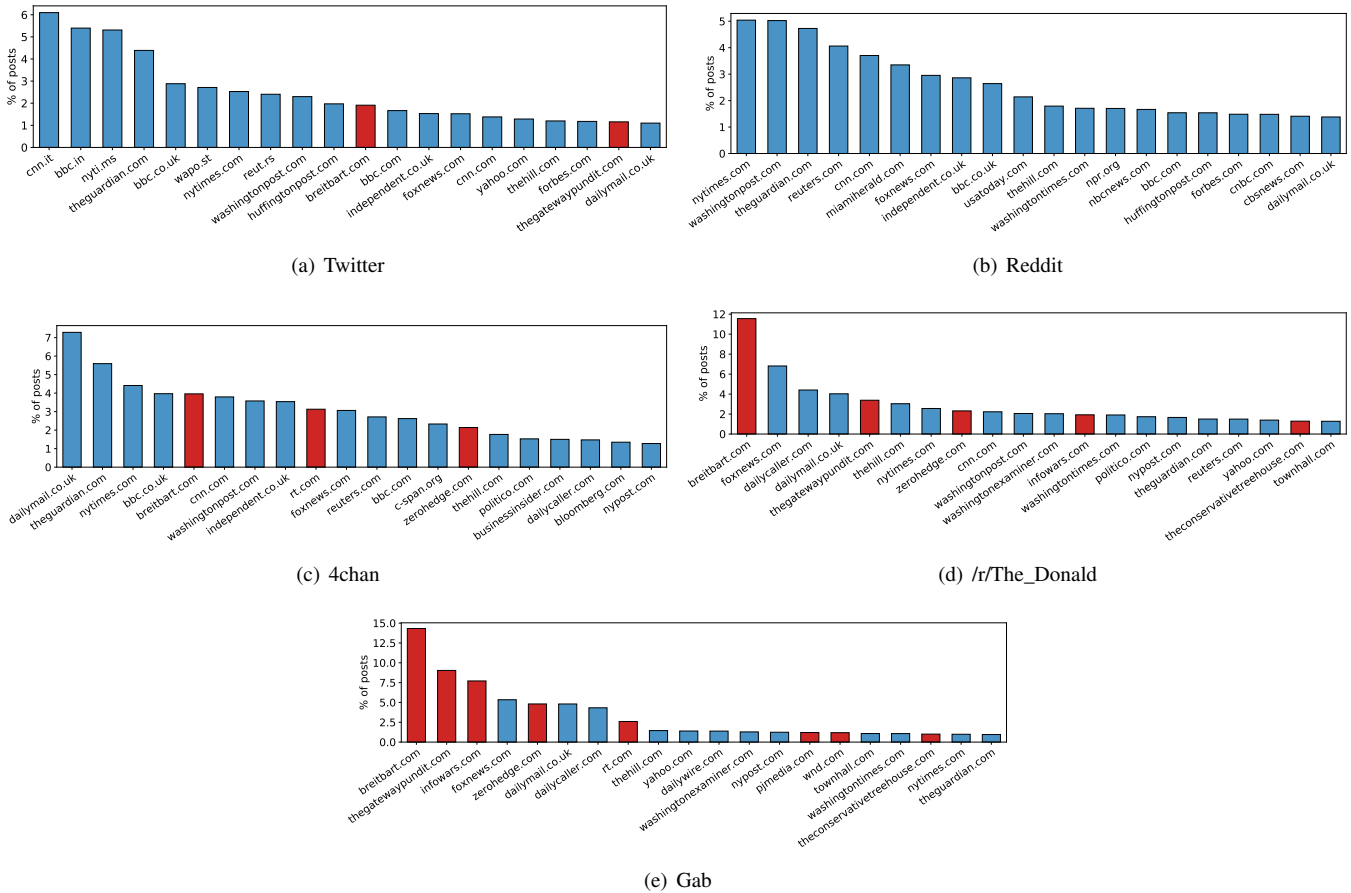 6
5
4
3
2
1
0
% of posts
cnn.it
bbc.in
nyti.ms
theguardian.com
bbc.co.uk
wapo.st
nytimes.com
reut.rs
washingtonpost.com
huffingtonpost.com
breitbart.com
bbc.com
independent.co.uk
foxnews.com
cnn.com
yahoo.com
thehill.com
forbes.com
thegatewaypundit.com
dailymail.co.uk
(a) Twitter
5
4
3
2
1
0
% of posts
nytimes.com
washingtonpost.com
theguardian.com
reuters.com
cnn.com
miamiherald.com
foxnews.com
independent.co.uk
bbc.co.uk
usatoday.com
thehill.com
washingtontimes.com
npr.org
nbcnews.com
bbc.com
huffingtonpost.com
forbes.com
cnbc.com
cbsnews.com
dailymail.co.uk
(b) Reddit
7
6
5
4
3
2
1
0
% of posts
dailymail.co.uk
theguardian.com
nytimes.com
bbc.co.uk
breitbart.com
cnn.com
washingtonpost.com
independent.co.uk
rt.com
foxnews.com
reuters.com
bbc.com
c-span.org
zerohedge.com
thehill.com
politico.com
businessinsider.com
dailycaller.com
bloomberg.com
nypost.com
(c) 4chan
12
10
8
6
4
2
0
% of posts
breitbart.com
foxnews.com
dailycaller.com
dailymail.co.uk
thegatewaypundit.com
thehill.com
nytimes.com
zerohedge.com
cnn.com
washingtonpost.com
washingtonexaminer.com
infowars.com
washingtontimes.com
politico.com
nypost.com
theguardian.com
reuters.com
yahoo.com
theconservativetreehouse.com
townhall.com
(d) /r/The_Donald
15.0
12.5
10.0
7.5
5.0
2.5
0.0
% of posts
breitbart.com
thegatewaypundit.com
infowars.com
foxnews.com
zerohedge.com
dailymail.co.uk
dailycaller.com
rt.com
thehill.com
yahoo.com
dailywire.com
washingtonexaminer.com
nypost.com
pjmedia.com
wnd.com
townhall.com
washingtontimes.com
theconservativetreehouse.com
nytimes.com
theguardian.com
(e) Gab